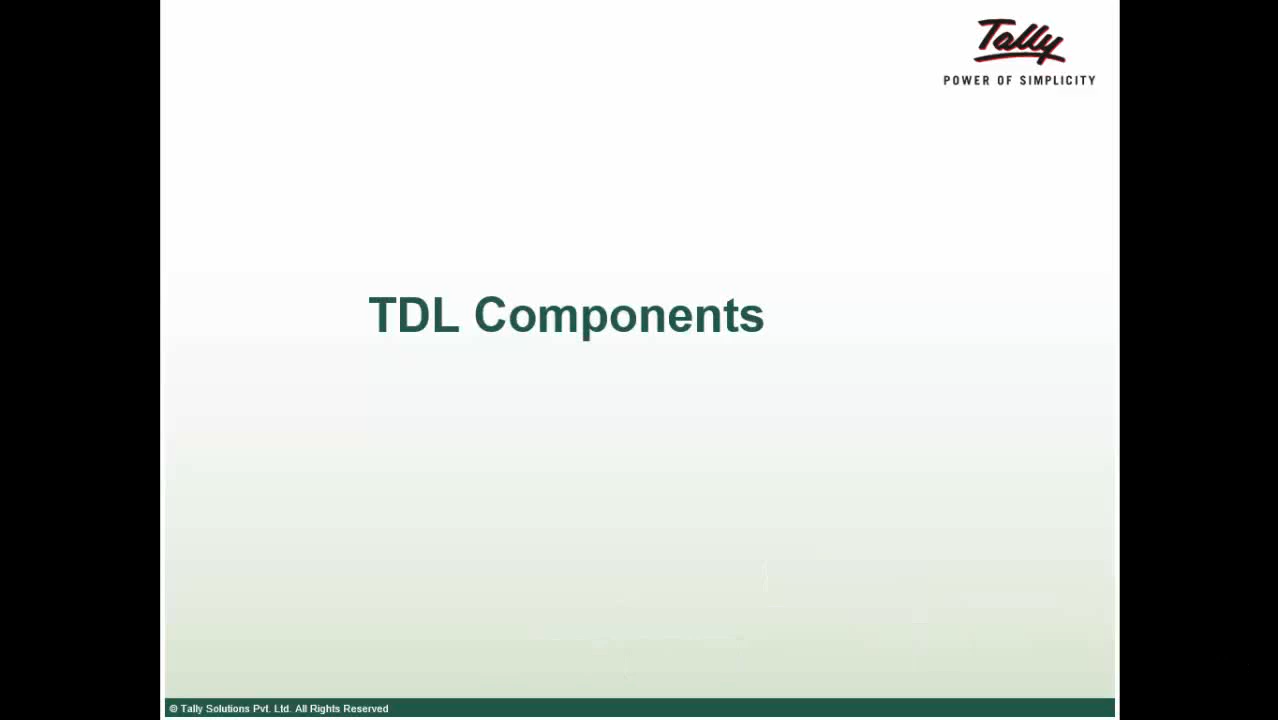 Tally
POWER OF SIMPLICITY
TDL Components
© Tally Solutions Pvt. Ltd. All Rights Reserved